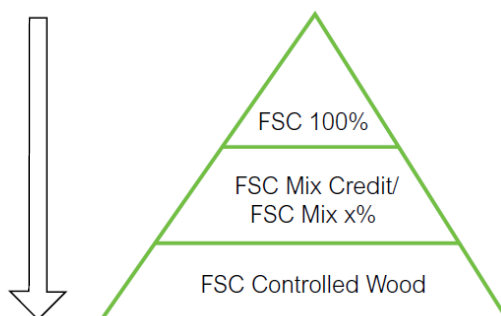 FSC 100%
FSC Mix Credit/
FSC Mix x%
FSC Controlled Wood